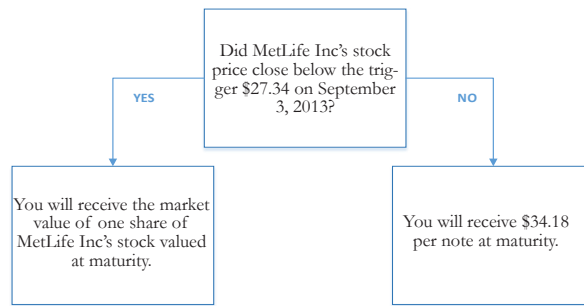 Did MetLife Inc's stock
price close below the trig-
ger $27.34 on September
3, 2013?
YES
NO
You will receive the market
value of one share of
MetLife Inc's stock valued
at maturity.
You will receive $34.18
per note at maturity.